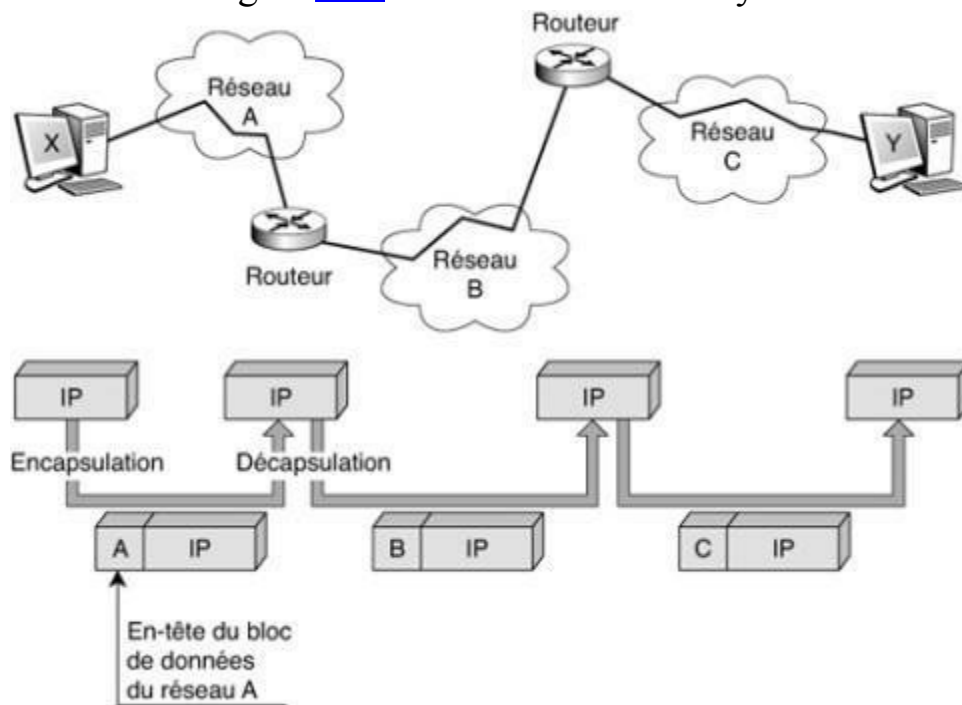 Routeur
Réseau
A
X
Réseau
C
Y
Routeur
Réseau
B
IP
IP
IP
IP
Encapsulation
Décapsulation
A
IP
B
IP
C
IP
En-tête du bloc
de données
du réseau A